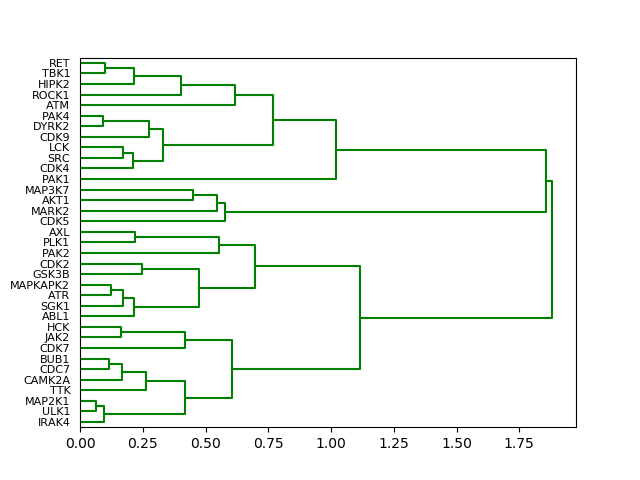 RET
TBK1
HIPK2
ROCK1
ATM
PAK4
DYRK2
CDK9
LCK
SRC
CDK4
PAK1
MAP3K7
AKT1
MARK2
CDK5
AXL
PLK1
PAK2
CDK2
GSK3B
MAPKAPK2
ATR
SGK1
ABL1
HCK
JAK2
CDK7
BUB1
CDC7
CAMK2A
TTK
MAP2K1
ULK1
IRAK4
0.00 0.25 0.50 0.75 1.00 1.25 1.50 1.75